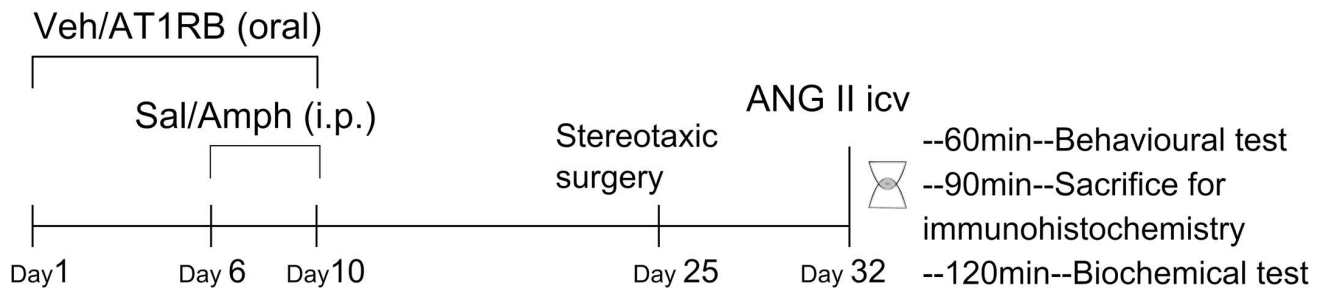 Veh/AT1RB (oral)
Sal/Amph (i.p.)
Stereotaxic
surgery
ANG II icv
--60min--Behavioural test
--90min--Sacrifice for
immunohistochemistry
--120min--Biochemical test
Day1
Day 6
Day10
Day 25
Day 32